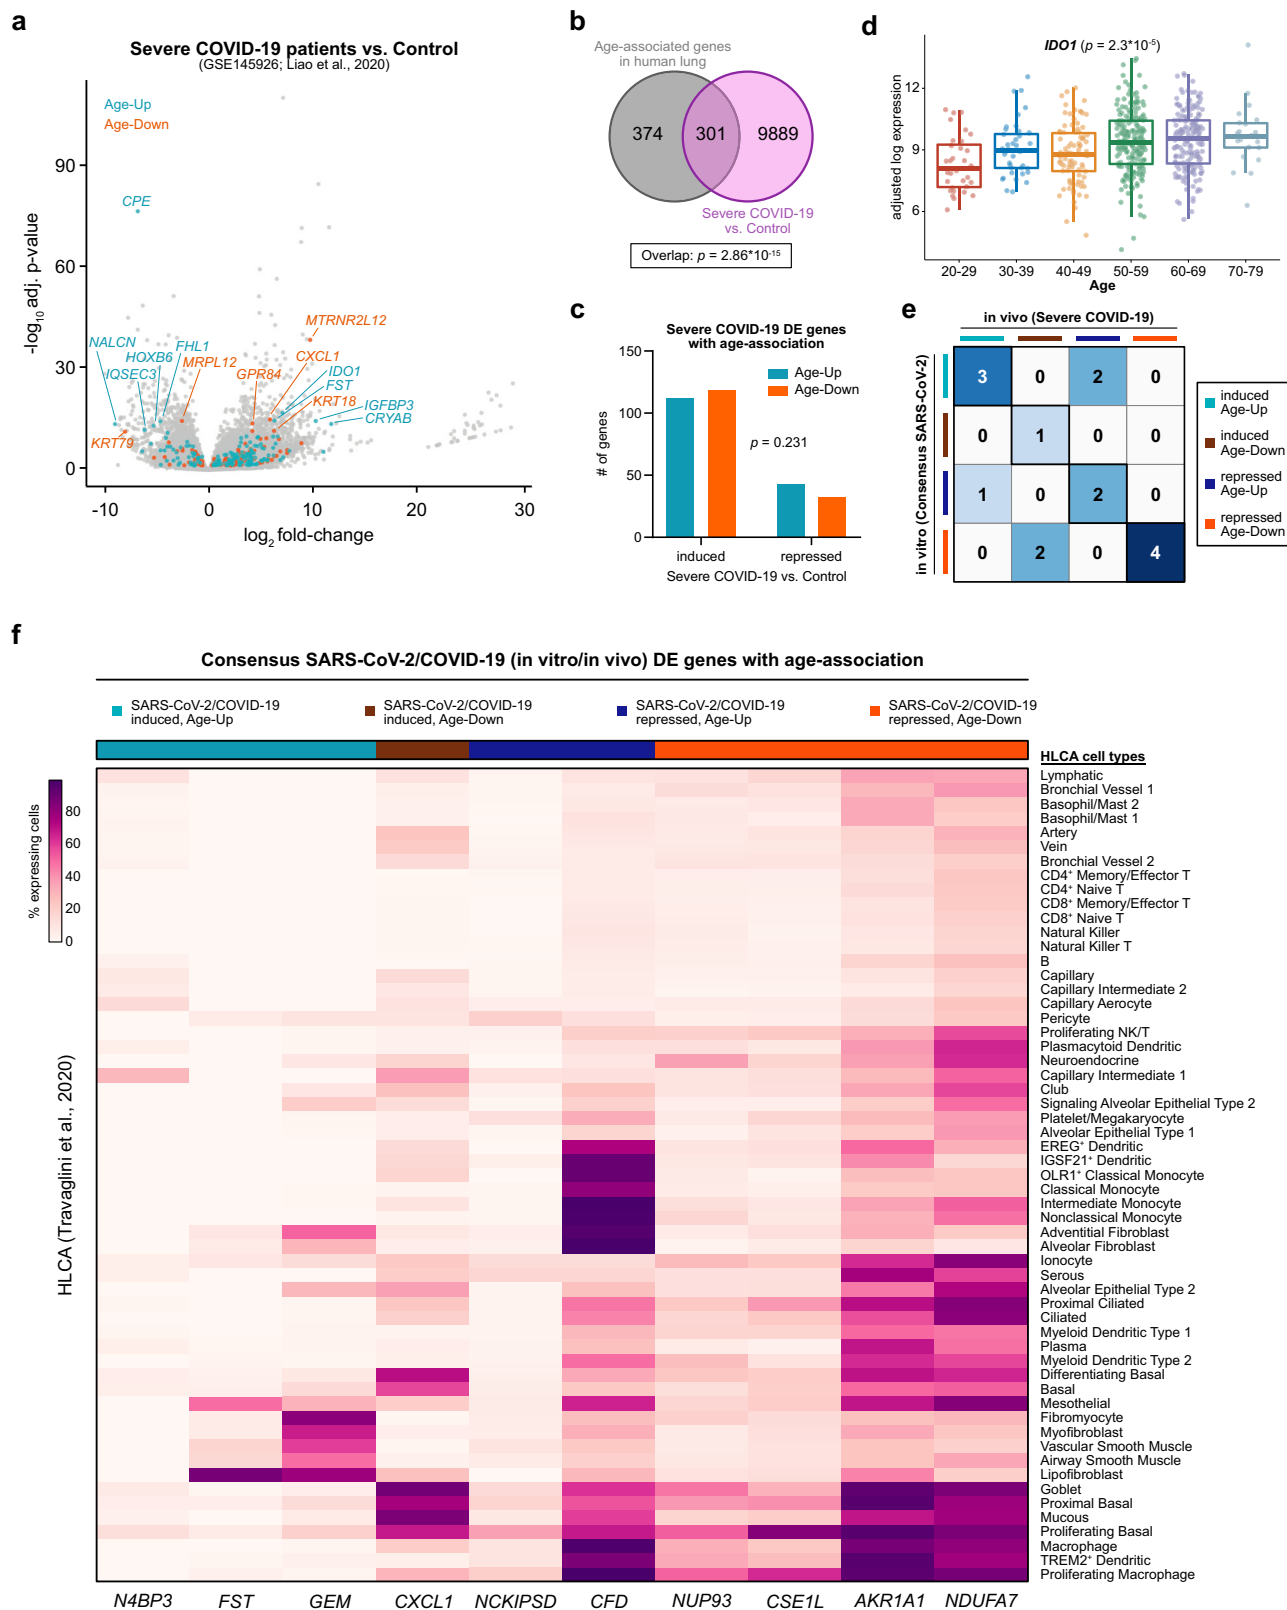 a
Severe COVID-19 patients vs. Control
(GSE145926; Liao et al., 2020)
Age-Up
Age-Down
CPE
MTRNR2L12
NALCN
FHL1
HOXB6
CXCL1
IQSEC3
MRPL12
GPR84
IDO1
FST
KRT18
IGFBP3
CRYAB
KRT79
90
60
30
0
-log10 adj. p-value
-10
0
10
20
30
log2 fold-change
b
Age-associated genes
in human lung
374
301
9889
Severe COVID-19
vs. Control
Overlap: p = 2.86*10-15
c
Severe COVID-19 DE genes
with age-association
150
100
50
0
# of genes
Age-Up
Age-Down
p = 0.231
induced
repressed
Severe COVID-19 vs. Control
d
IDO1 (p = 2.3*10-5)
12
9
6
adjusted log expression
20-29
30-39
40-49
50-59
60-69
70-79
Age
e
in vivo (Severe COVID-19)
in vitro (Consensus SARS-CoV-2)
3 0 2 0
0 1 0 0
1 0 2 0
0 2 0 4
induced
Age-Up
induced
Age-Down
repressed
Age-Up
repressed
Age-Down
f
Consensus SARS-CoV-2/COVID-19 (in vitro/in vivo) DE genes with age-association
SARS-CoV-2/COVID-19
induced, Age-Up
SARS-CoV-2/COVID-19
induced, Age-Down
SARS-CoV-2/COVID-19
repressed, Age-Up
SARS-CoV-2/COVID-19
repressed, Age-Down
% expressing cells
80
60
40
20
0
HLCA (Travaglini et al., 2020)
HLCA cell types
Lymphatic
Bronchial Vessel 1
Basophil/Mast 2
Basophil/Mast 1
Artery
Vein
Bronchial Vessel 2
CD4+ Memory/Effector T
CD4+ Naive T
CD8+ Memory/Effector T
CD8+ Naive T
Natural Killer
Natural Killer T
B
Capillary
Capillary Intermediate 2
Capillary Aerocyte
Pericyte
Proliferating NK/T
Plasmacytoid Dendritic
Neuroendocrine
Capillary Intermediate 1
Club
Signaling Alveolar Epithelial Type 2
Platelet/Megakaryocyte
Alveolar Epithelial Type 1
EREG+ Dendritic
IGSF21+ Dendritic
OLR1+ Classical Monocyte
Classical Monocyte
Intermediate Monocyte
Nonclassical Monocyte
Adventitial Fibroblast
Alveolar Fibroblast
Ionocyte
Serous
Alveolar Epithelial Type 2
Proximal Ciliated
Ciliated
Myeloid Dendritic Type 1
Plasma
Myeloid Dendritic Type 2
Differentiating Basal
Basal
Mesothelial
Fibromyocyte
Myofibroblast
Vascular Smooth Muscle
Airway Smooth Muscle
Lipofibroblast
Goblet
Proximal Basal
Mucous
Proliferating Basal
Macrophage
TREM2+ Dendritic
Proliferating Macrophage
N4BP3 FST GEM CXCL1 NCKIPSD CFD NUP93 CSE1L AKR1A1 NDUFA7